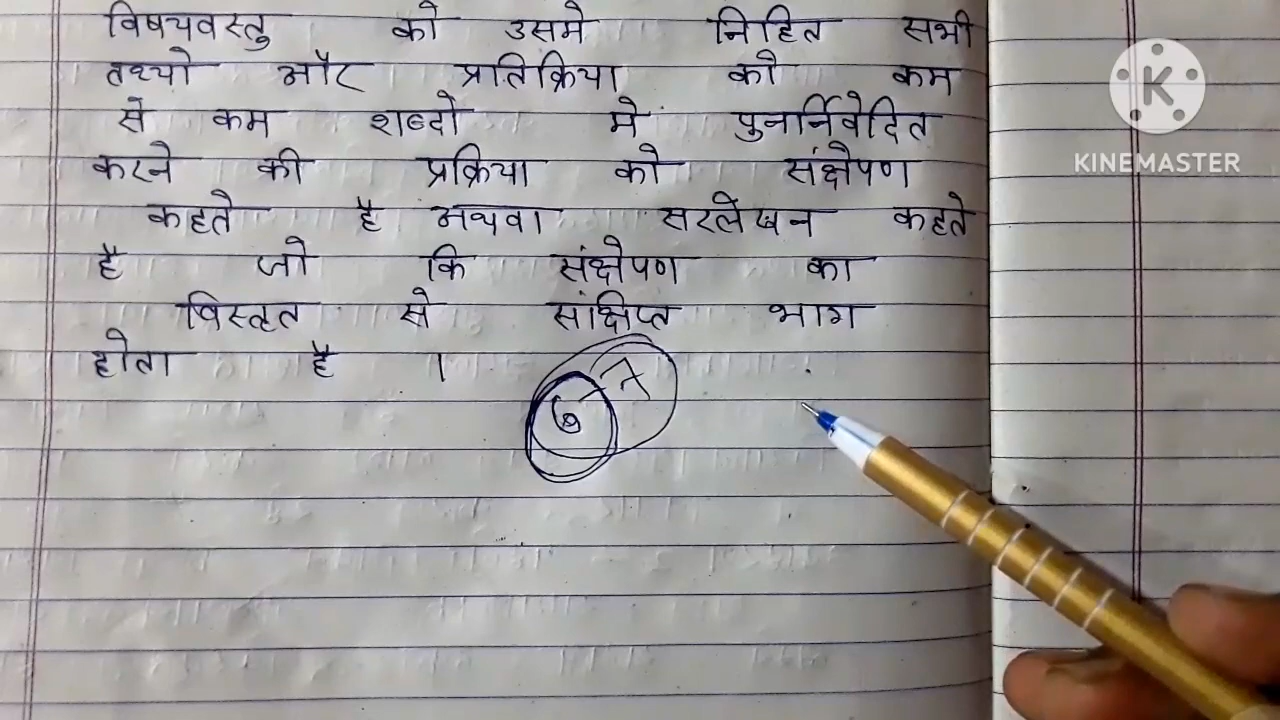 विषयवस्तु को उसमे निहित सभी
तथ्यो और प्रतिक्रिया को कम
से कम शब्दो मे पुनर्निवेदित
करने की प्रक्रिया को संक्षेपण
कहते है अथवा सरलेखन कहते
है जो कि संक्षेपण का
विस्तृत से संक्षिप्त भाग
होता है ।
K
KINEMASTER